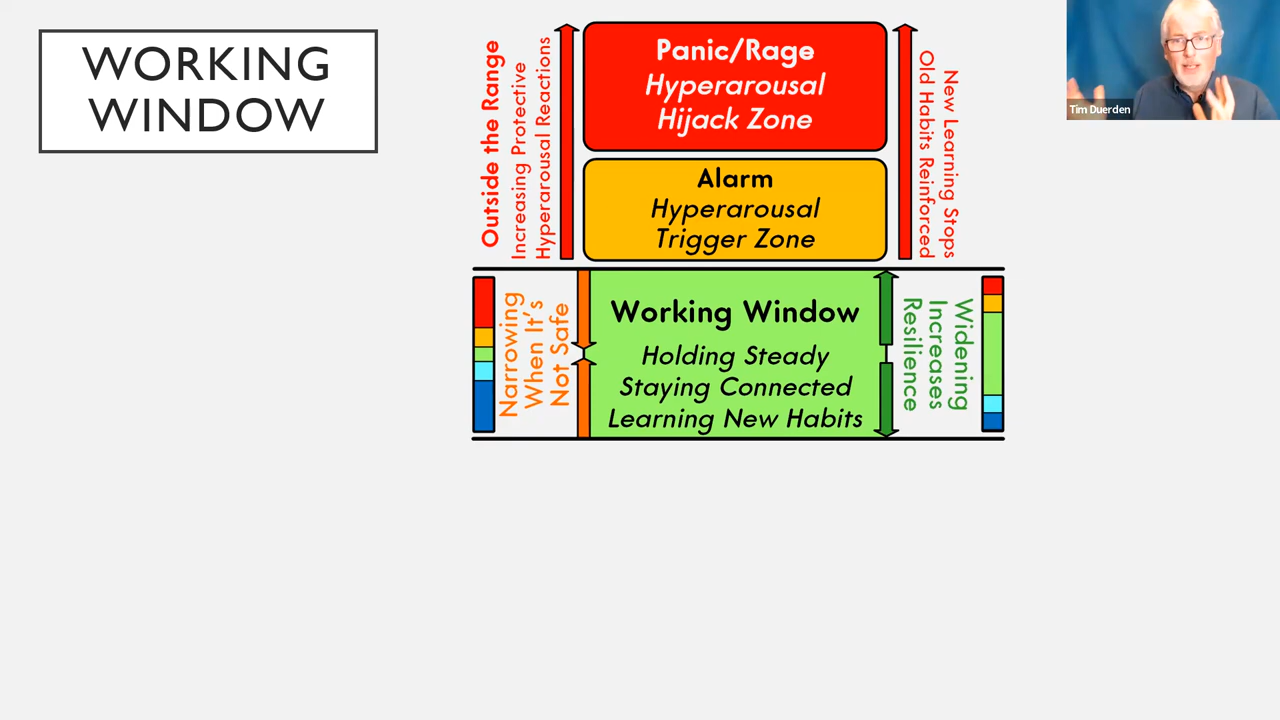 WORKING
WINDOW
Outside the Range
Increasing Protective
Hyperarousal Reactions
Panic/Rage
Hyperarousal
Hijack Zone
Alarm
Hyperarousal
Trigger Zone
New Learning Stops
Old Habits Reinforced
Tim Duerden
Narrowing
When It's
Not Safe
Working Window
Holding Steady
Staying Connected
Learning New Habits
Widening
Increases
Resilience